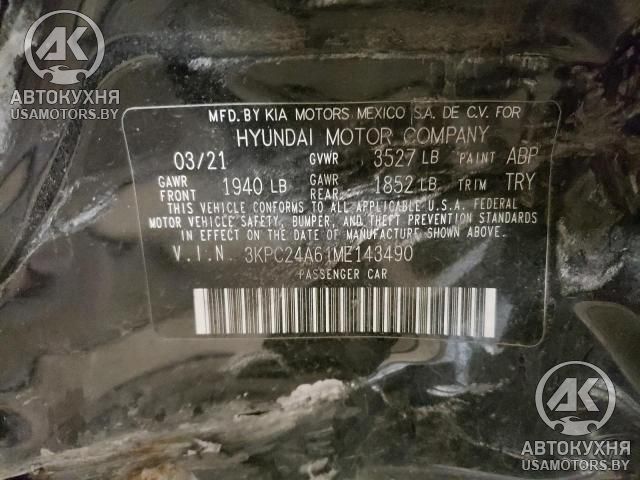 AK
АВТОКУХНЯ
USAMOTORS.BY
MFD. BY KIA MOTORS MEXICO S.A. DE C.V. FOR
HYUNDAI MOTOR COMPANY
03/21 GVWR 3527 LB PAINT ABP
GAWR FRONT 1940 LB GAWR REAR 1852 LB TRIM TRY
THIS VEHICLE CONFORMS TO ALL APPLICABLE U.S.A. FEDERAL
MOTOR VEHICLE SAFETY, BUMPER, AND THEFT PREVENTION STANDARDS
IN EFFECT ON THE DATE OF MANUFACTURE SHOWN ABOVE.
V.I.N. 3KPC24A61ME143490
PASSENGER CAR
AK
АВТОКУХНЯ
USAMOTORS.BY